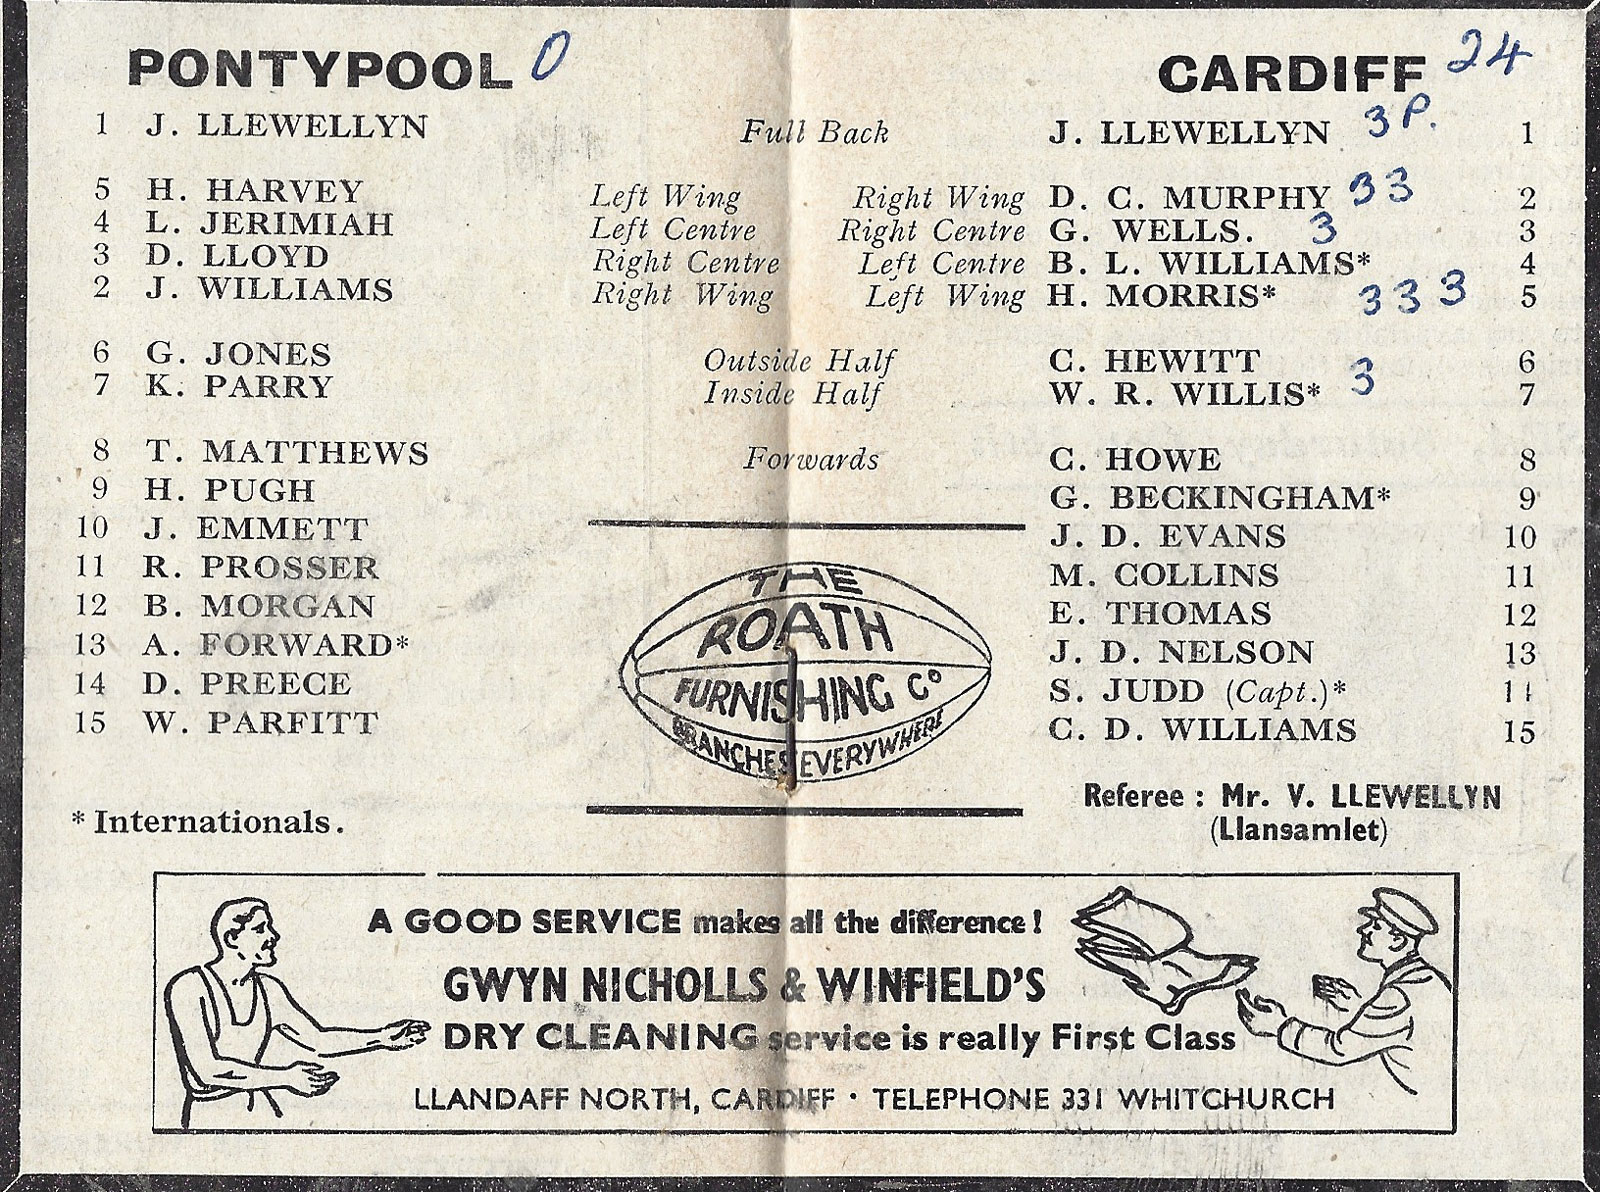 PONTYPOOL 0
CARDIFF 24
1 J. LLEWELLYN Full Back J. LLEWELLYN 3 P. 1
5 H. HARVEY Left Wing Right Wing D. C. MURPHY 3 3 2
4 L. JERIMIAH Left Centre Right Centre G. WELLS. 3 3
3 D. LLOYD Right Centre Left Centre B. L. WILLIAMS* 4
2 J. WILLIAMS Right Wing Left Wing H. MORRIS* 3 3 3 5
6 G. JONES Outside Half C. HEWITT 6
7 K. PARRY Inside Half W. R. WILLIS* 3 7
8 T. MATTHEWS Forwards C. HOWE 8
9 H. PUGH G. BECKINGHAM* 9
10 J. EMMETT J. D. EVANS 10
11 R. PROSSER M. COLLINS 11
12 B. MORGAN E. THOMAS 12
13 A. FORWARD* J. D. NELSON 13
14 D. PREECE S. JUDD (Capt.)* 14
15 W. PARFITT C. D. WILLIAMS 15
THE
ROATH
FURNISHING Co
BRANCHES EVERYWHERE
* Internationals.
Referee : Mr. V. LLEWELLYN
(Llansamlet)
A GOOD SERVICE makes all the difference!
GWYN NICHOLLS & WINFIELD'S
DRY CLEANING service is really First Class
LLANDAFF NORTH, CARDIFF · TELEPHONE 331 WHITCHURCH